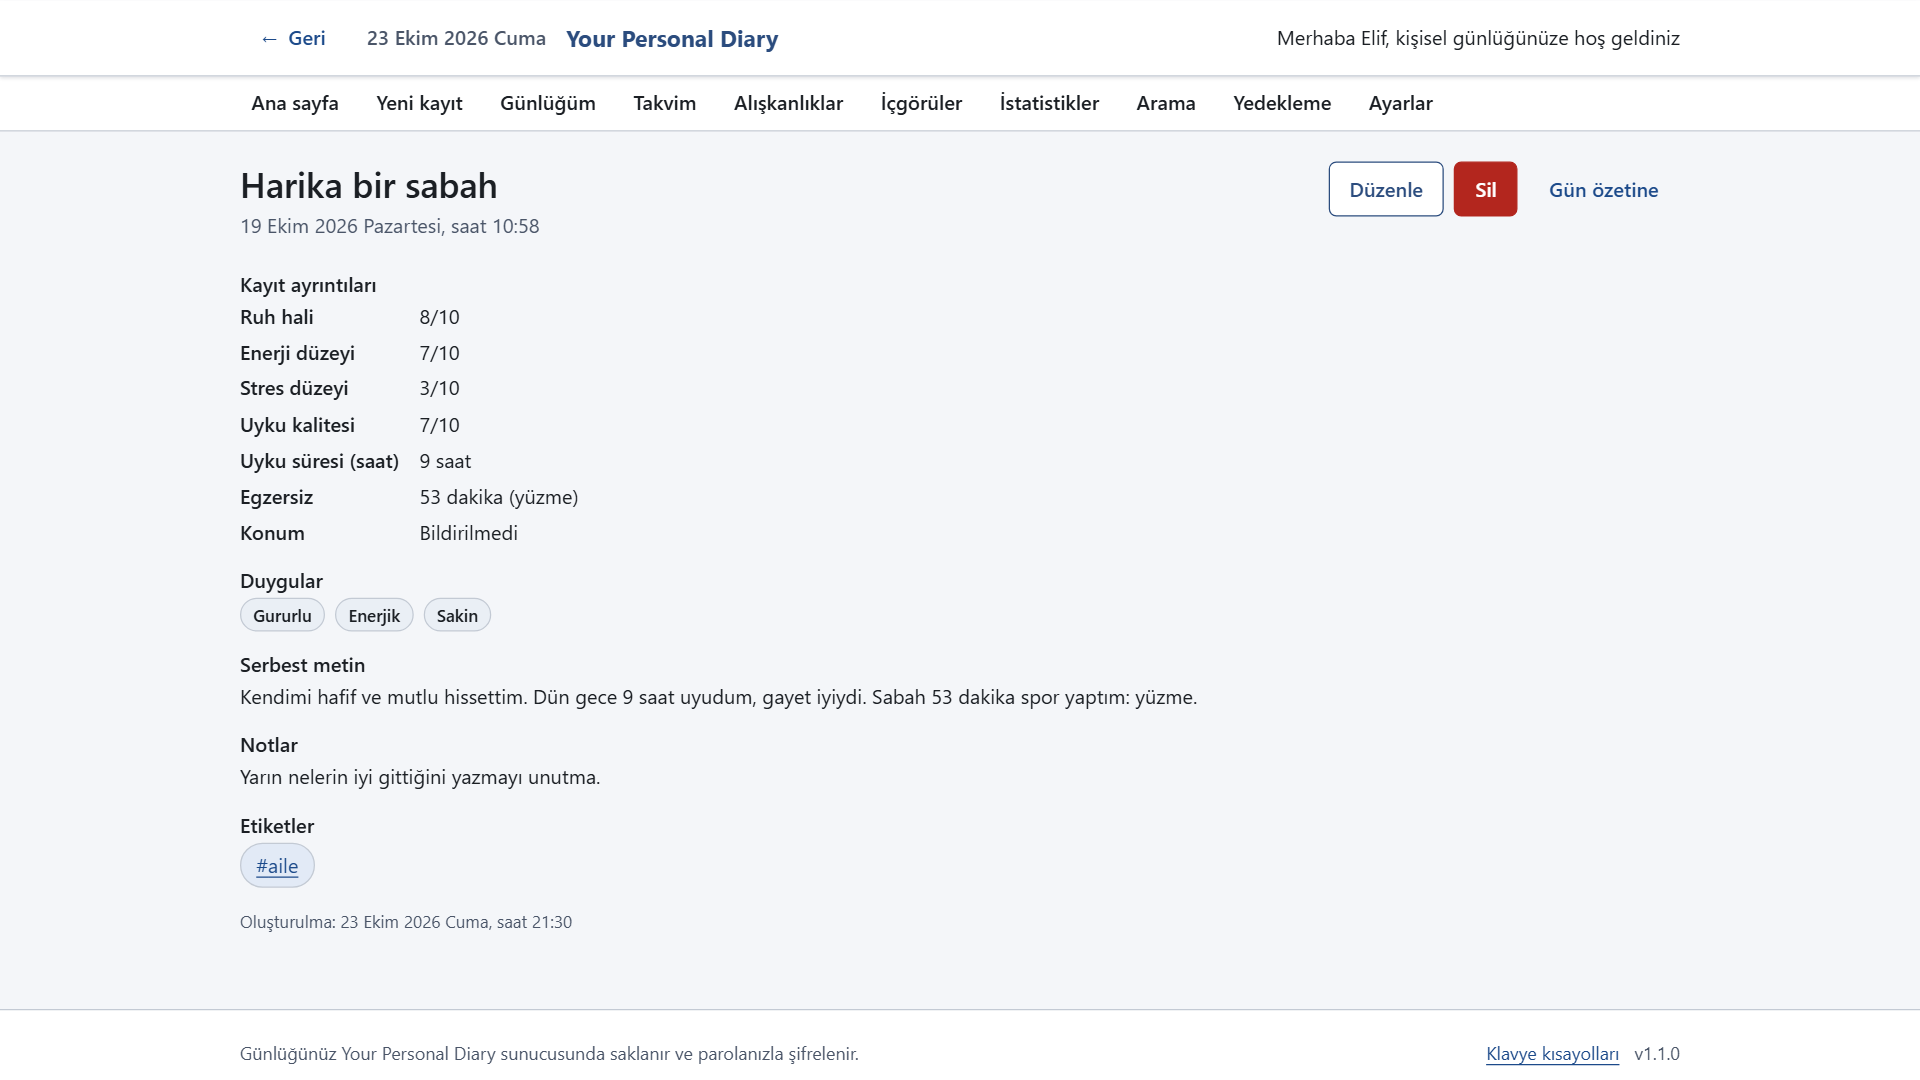 ← Geri 23 Ekim 2026 Cuma Your Personal Diary Merhaba Elif, kişisel günlüğünüze hoş geldiniz
Ana sayfa Yeni kayıt Günlüğüm Takvim Alışkanlıklar İçgörüler İstatistikler Arama Yedekleme Ayarlar
Harika bir sabah
Düzenle Sil Gün özetine
19 Ekim 2026 Pazartesi, saat 10:58
Kayıt ayrıntıları
Ruh hali 8/10
Enerji düzeyi 7/10
Stres düzeyi 3/10
Uyku kalitesi 7/10
Uyku süresi (saat) 9 saat
Egzersiz 53 dakika (yüzme)
Konum Bildirilmedi
Duygular
Gururlu Enerjik Sakin
Serbest metin
Kendimi hafif ve mutlu hissettim. Dün gece 9 saat uyudum, gayet iyiydi. Sabah 53 dakika spor yaptım: yüzme.
Notlar
Yarın nelerin iyi gittiğini yazmayı unutma.
Etiketler
#aile
Oluşturulma: 23 Ekim 2026 Cuma, saat 21:30
Günlüğünüz Your Personal Diary sunucusunda saklanır ve parolanızla şifrelenir. Klavye kısayolları v1.1.0